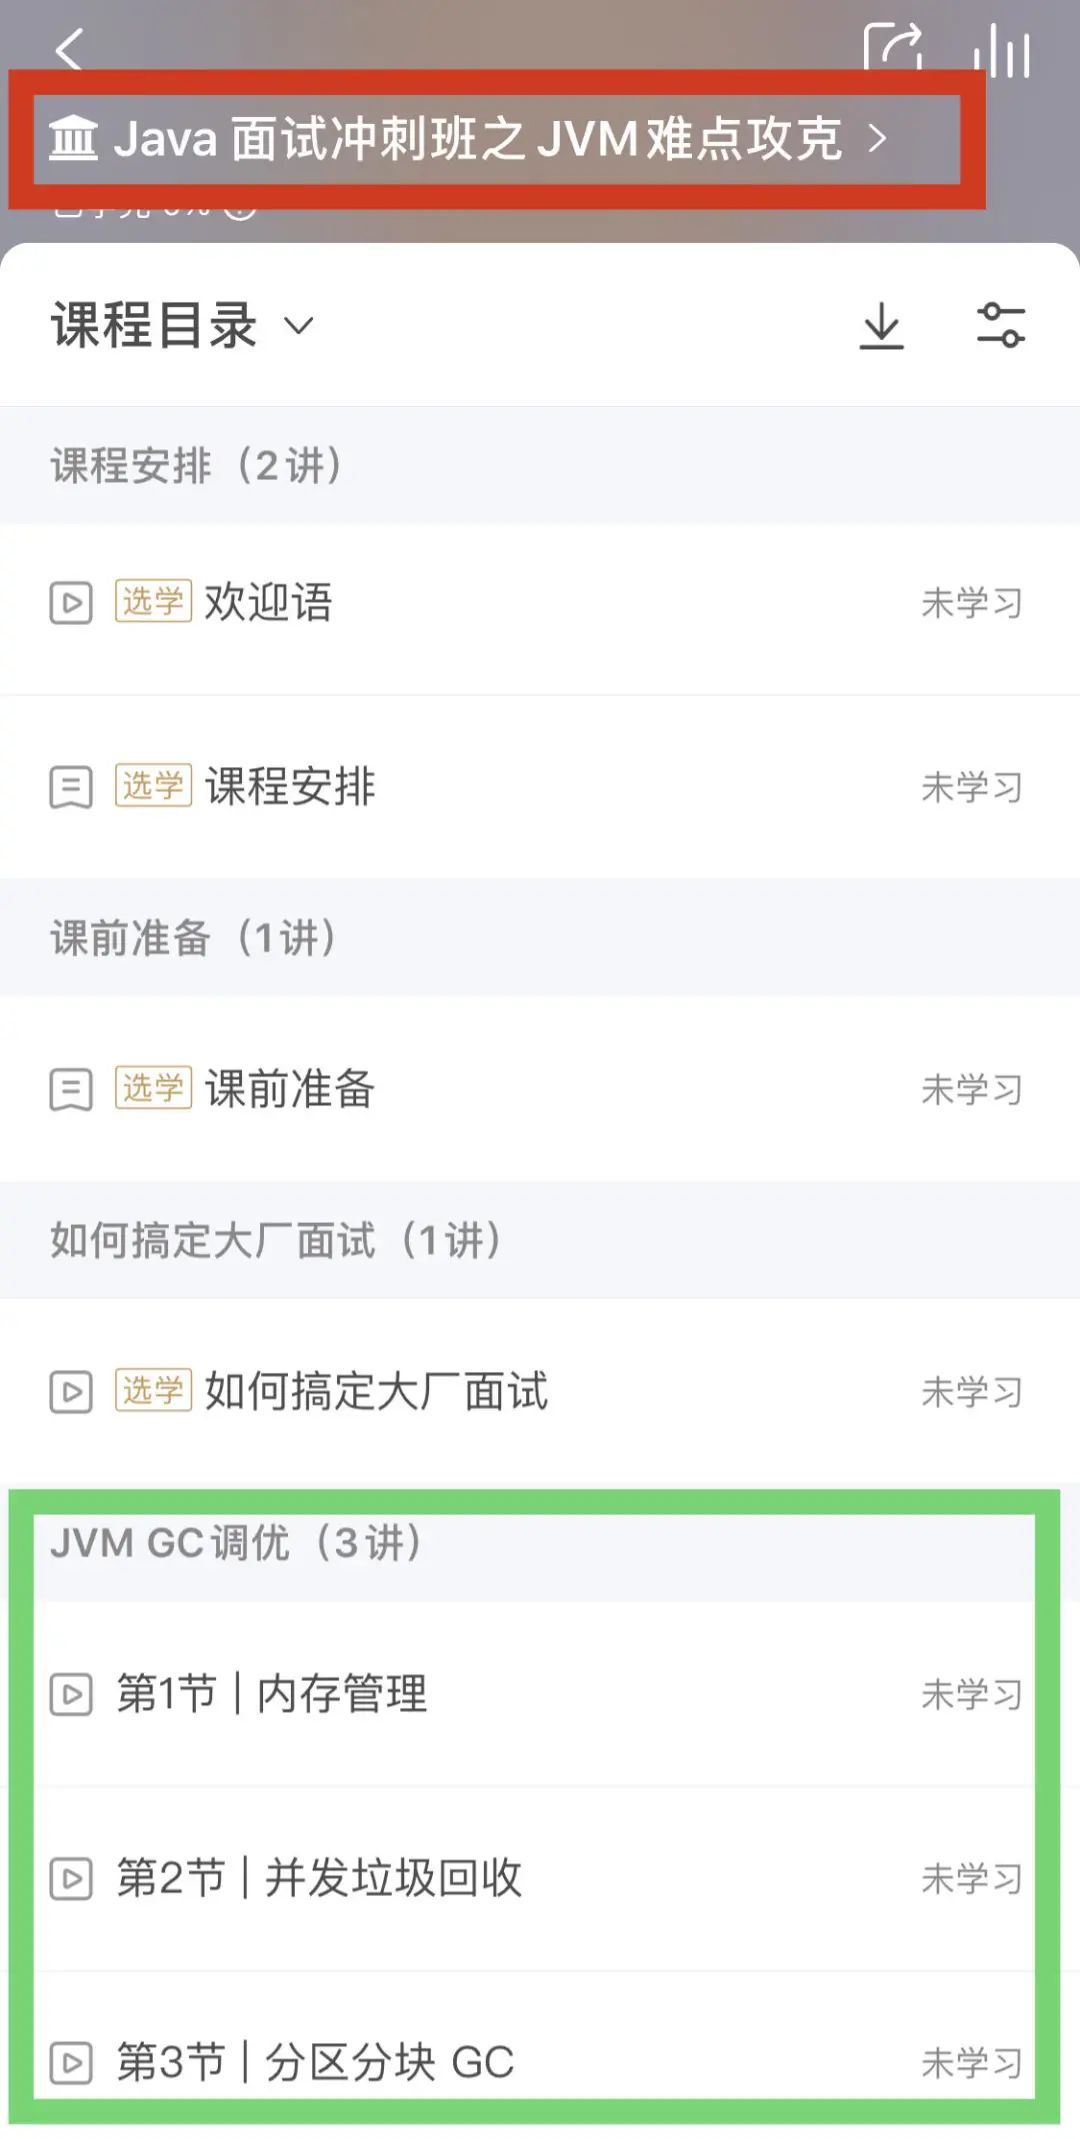 Java 面试冲刺班之 JVM 难点攻克
课程目录
课程安排（2 讲）
选学 欢迎语 未学习
选学 课程安排 未学习
课前准备（1 讲）
选学 课前准备 未学习
如何搞定大厂面试（1 讲）
选学 如何搞定大厂面试 未学习
JVM GC 调优（3 讲）
第1节 | 内存管理 未学习
第2节 | 并发垃圾回收 未学习
第3节 | 分区分块 GC 未学习